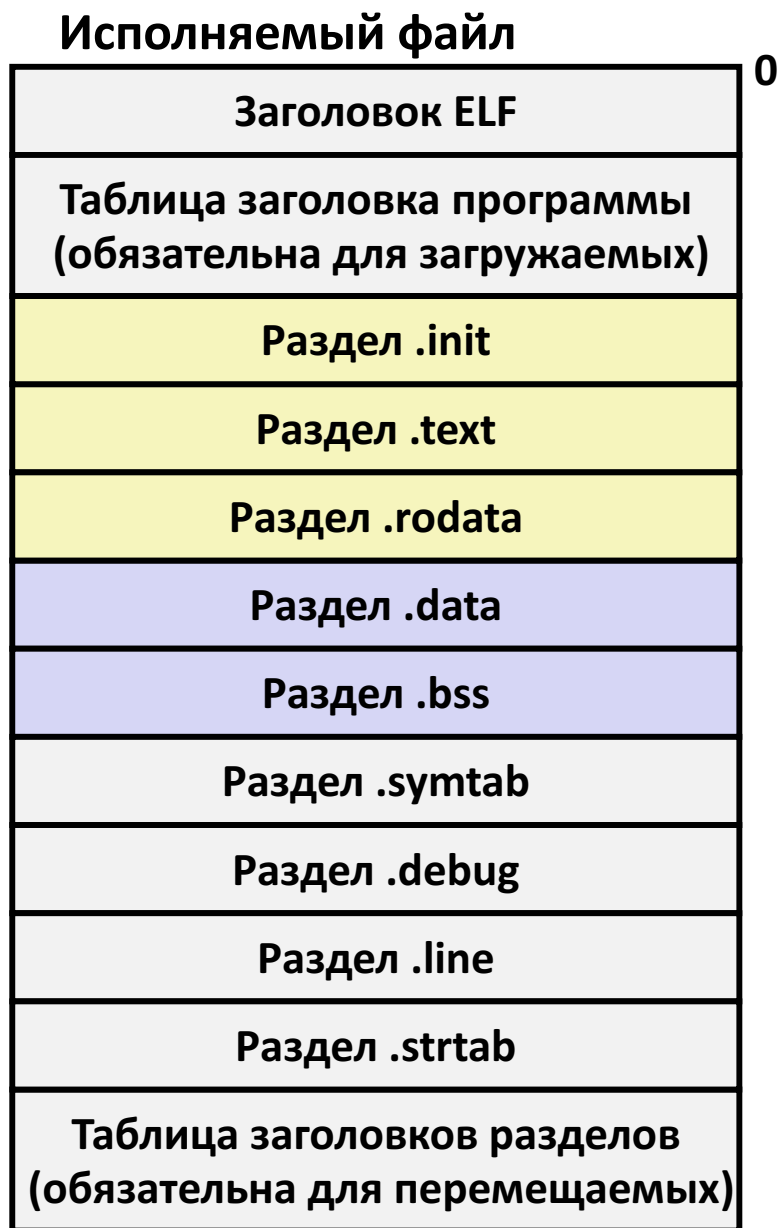 Исполняемый файл
0
Заголовок ELF
Таблица заголовка программы
(обязательна для загружаемых)
Раздел .init
Раздел .text
Раздел .rodata
Раздел .data
Раздел .bss
Раздел .symtab
Раздел .debug
Раздел .line
Раздел .strtab
Таблица заголовков разделов
(обязательна для перемещаемых)